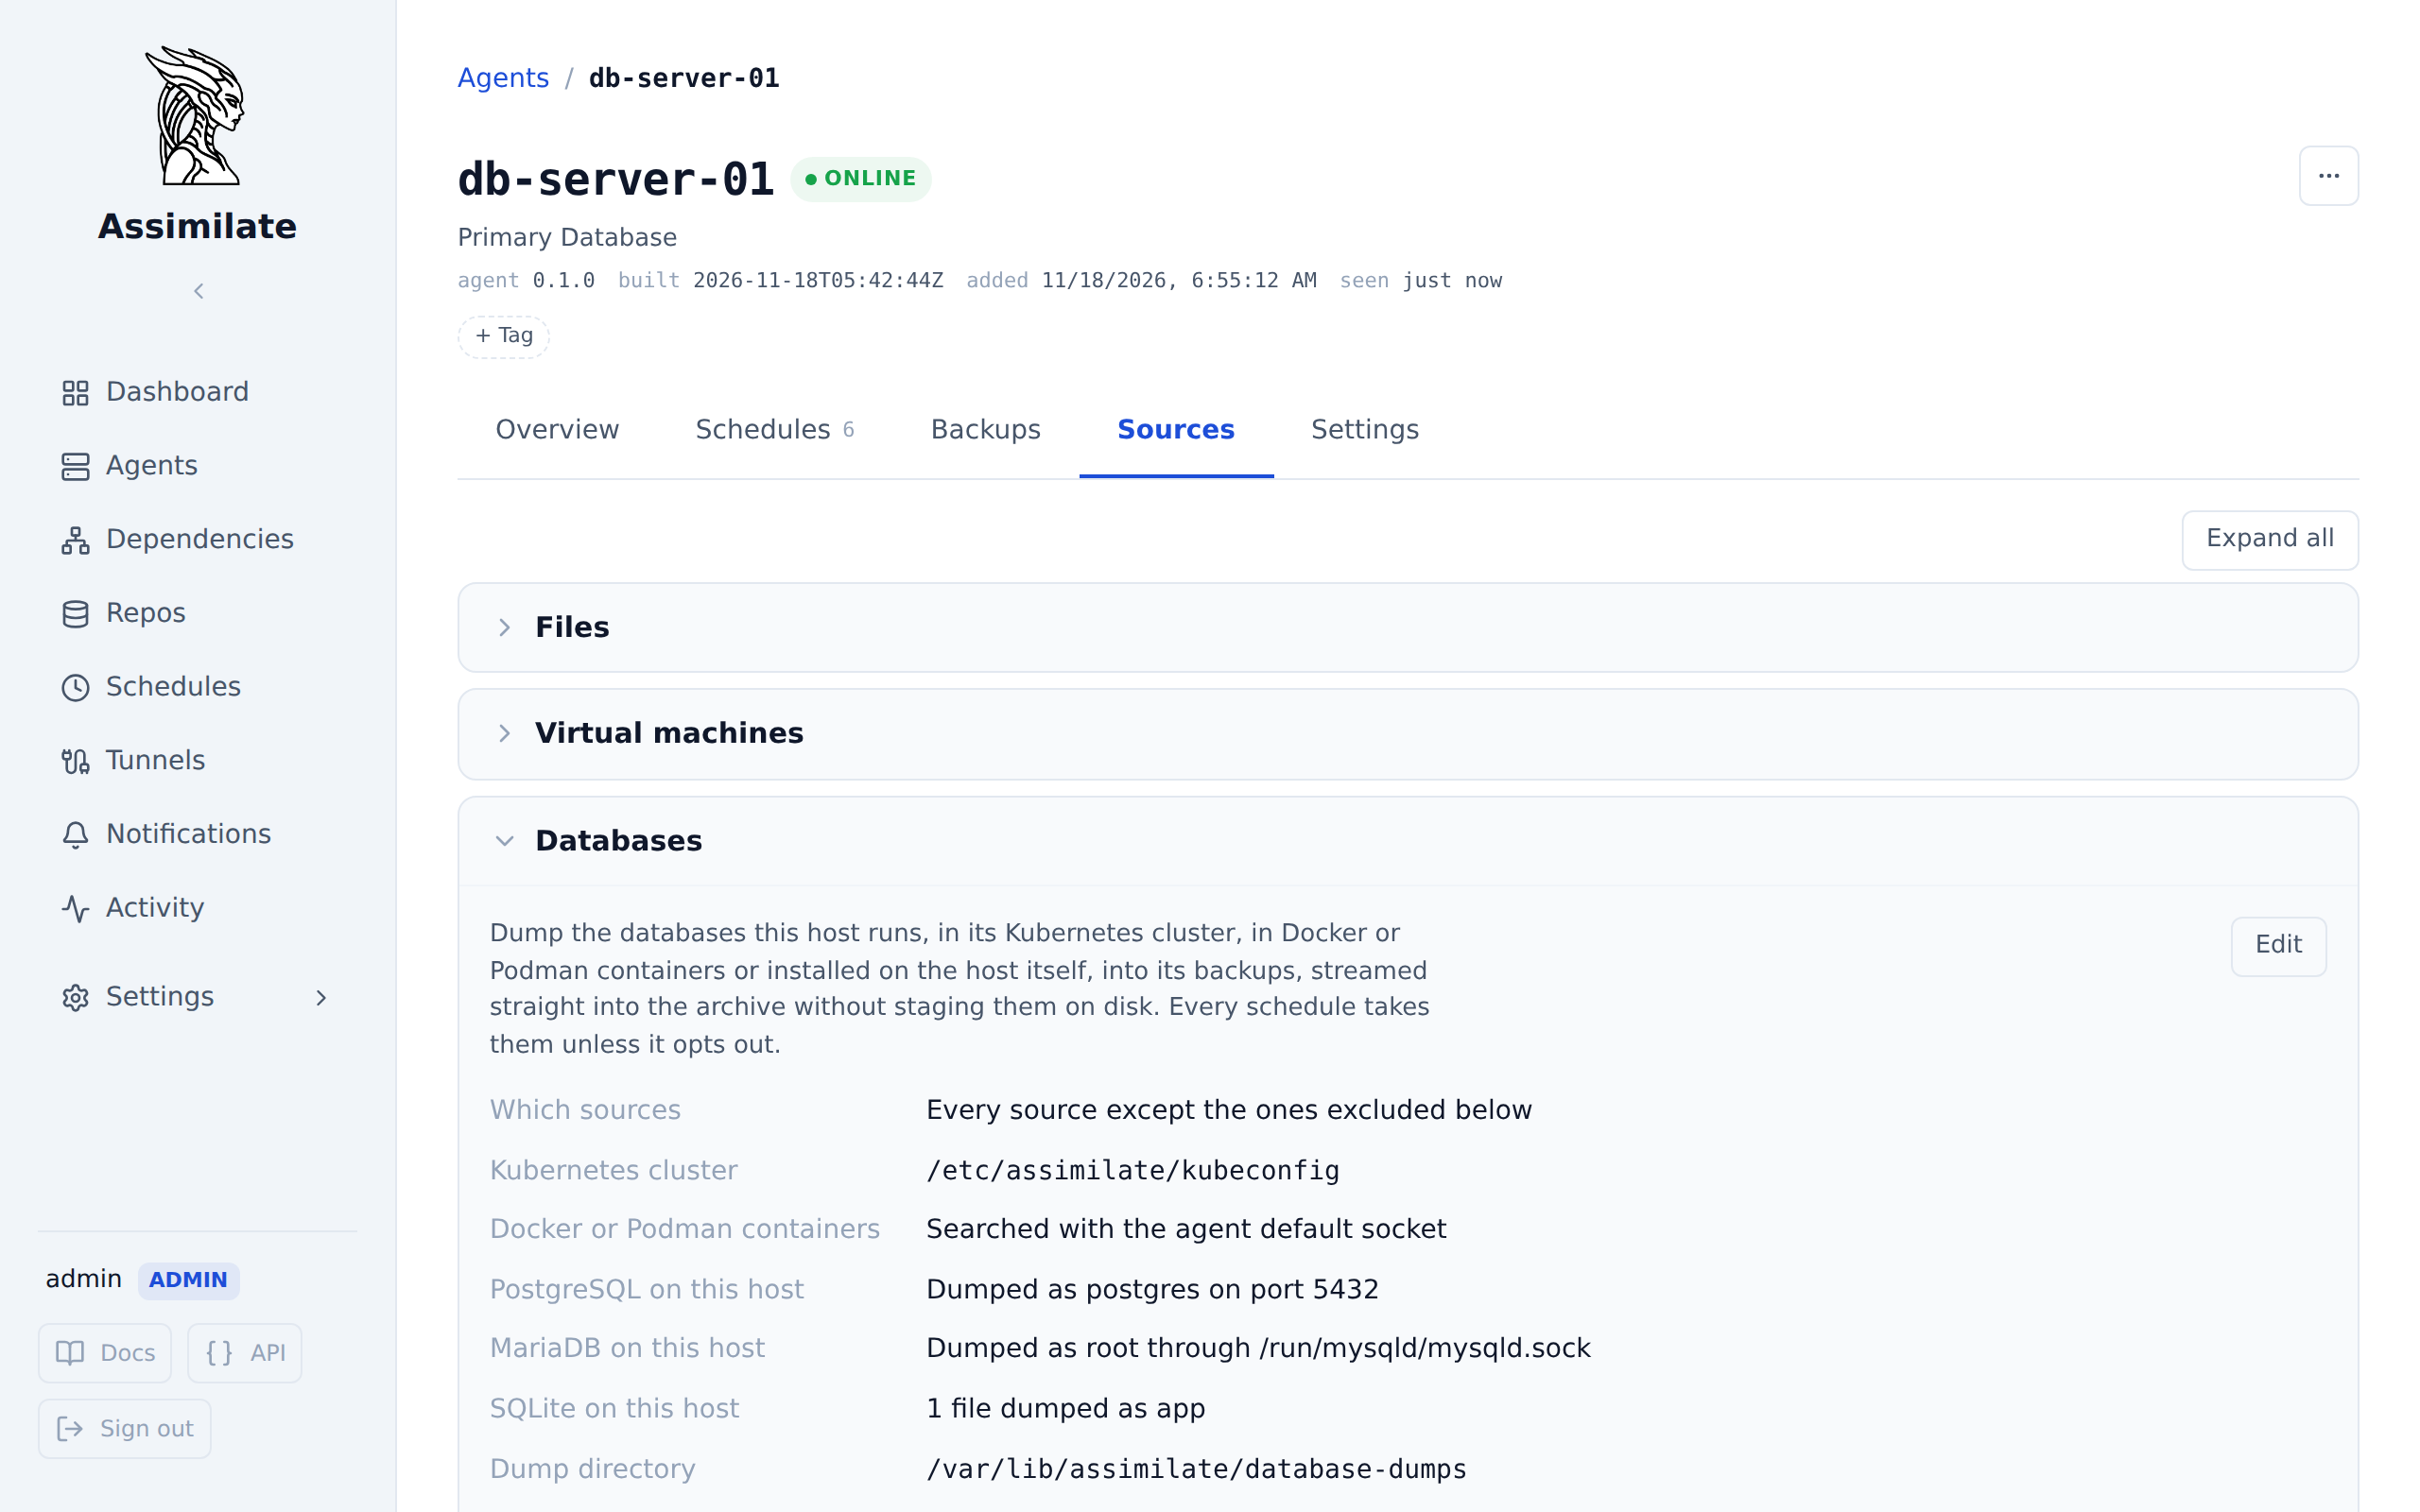 Assimilate
Dashboard
Agents
Dependencies
Repos
Schedules
Tunnels
Notifications
Activity
Settings
admin ADMIN
Docs
API
Sign out
Agents / db-server-01
db-server-01 ONLINE
...
Primary Database
agent 0.1.0 built 2026-11-18T05:42:44Z added 11/18/2026, 6:55:12 AM seen just now
+ Tag
Overview Schedules 6 Backups Sources Settings
Expand all
Files
Virtual machines
Databases
Dump the databases this host runs, in its Kubernetes cluster, in Docker or
Podman containers or installed on the host itself, into its backups, streamed
straight into the archive without staging them on disk. Every schedule takes
them unless it opts out.
Edit
Which sources Every source except the ones excluded below
Kubernetes cluster /etc/assimilate/kubeconfig
Docker or Podman containers Searched with the agent default socket
PostgreSQL on this host Dumped as postgres on port 5432
MariaDB on this host Dumped as root through /run/mysqld/mysqld.sock
SQLite on this host 1 file dumped as app
Dump directory /var/lib/assimilate/database-dumps